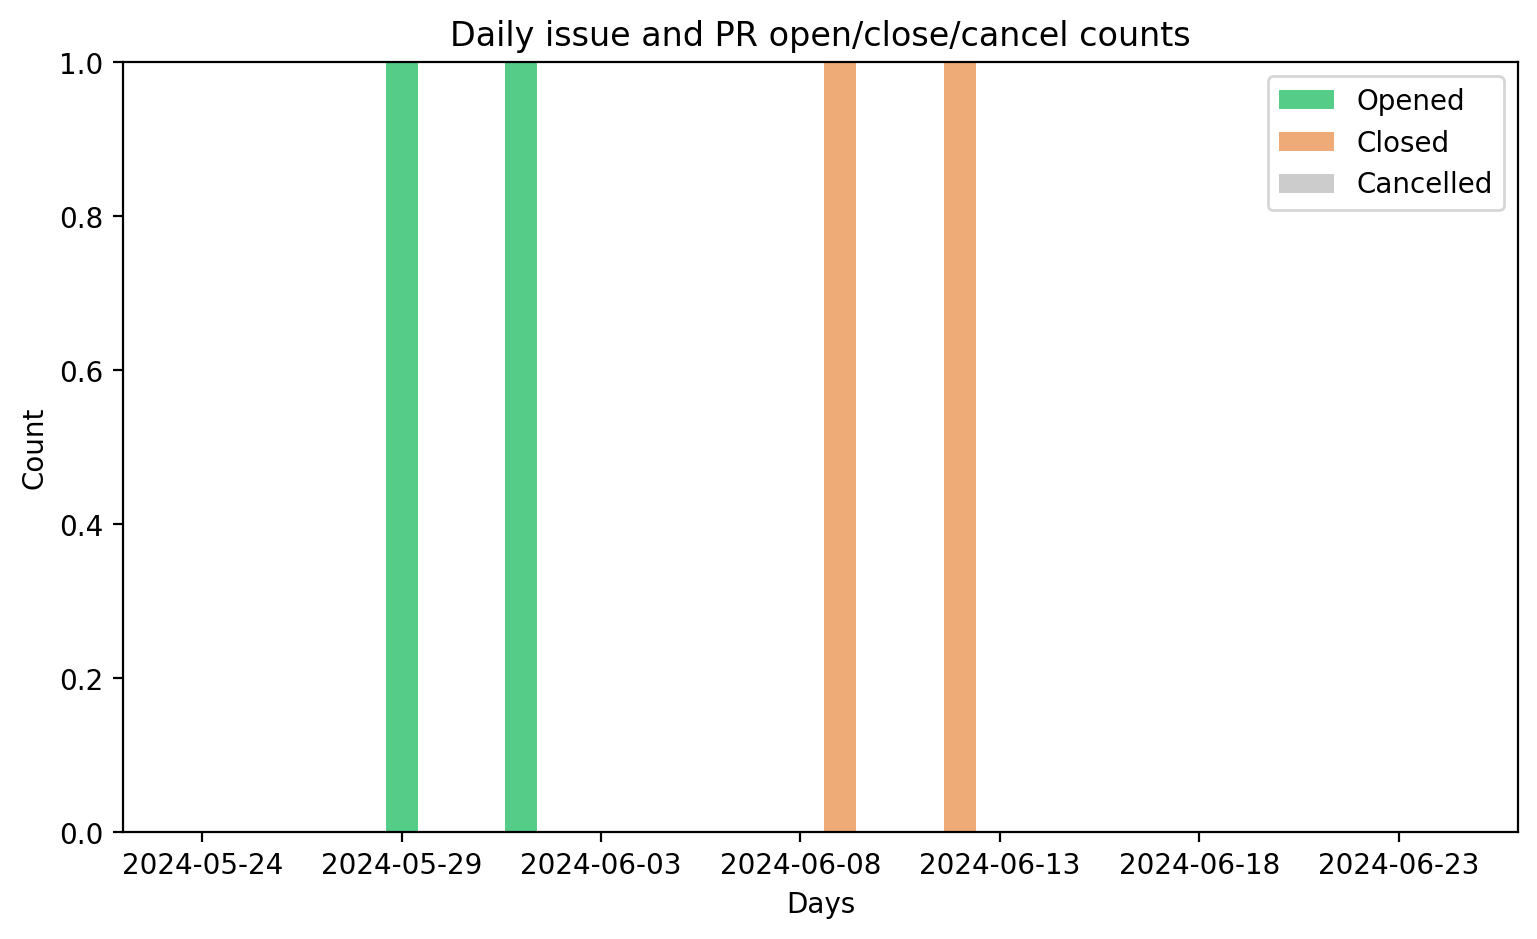 Daily issue and PR open/close/cancel counts
1.0
0.8
0.6
0.4
0.2
0.0
Count
Opened
Closed
Cancelled
2024-05-24 2024-05-29 2024-06-03 2024-06-08 2024-06-13 2024-06-18 2024-06-23
Days